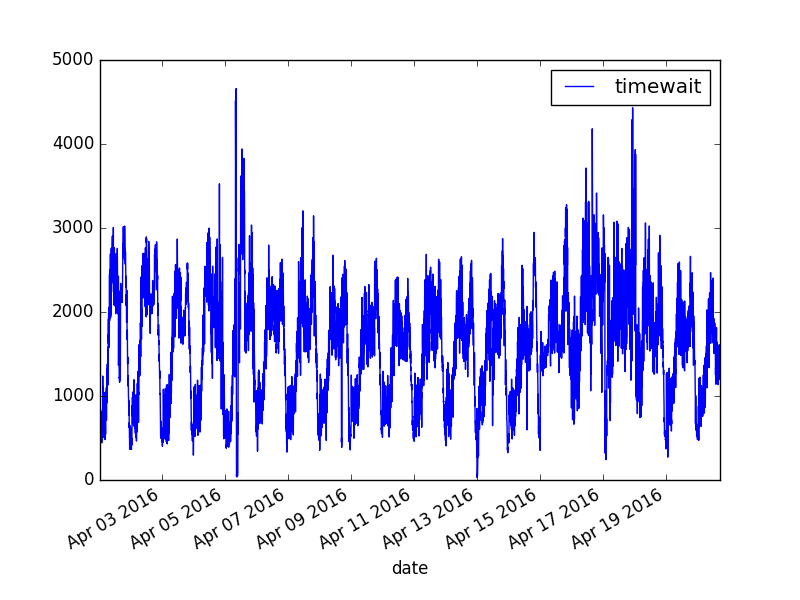 5000
4000
3000
2000
1000
0
timewait
Apr 03 2016
Apr 05 2016
Apr 07 2016
Apr 09 2016
Apr 11 2016
Apr 13 2016
Apr 15 2016
Apr 17 2016
Apr 19 2016
date